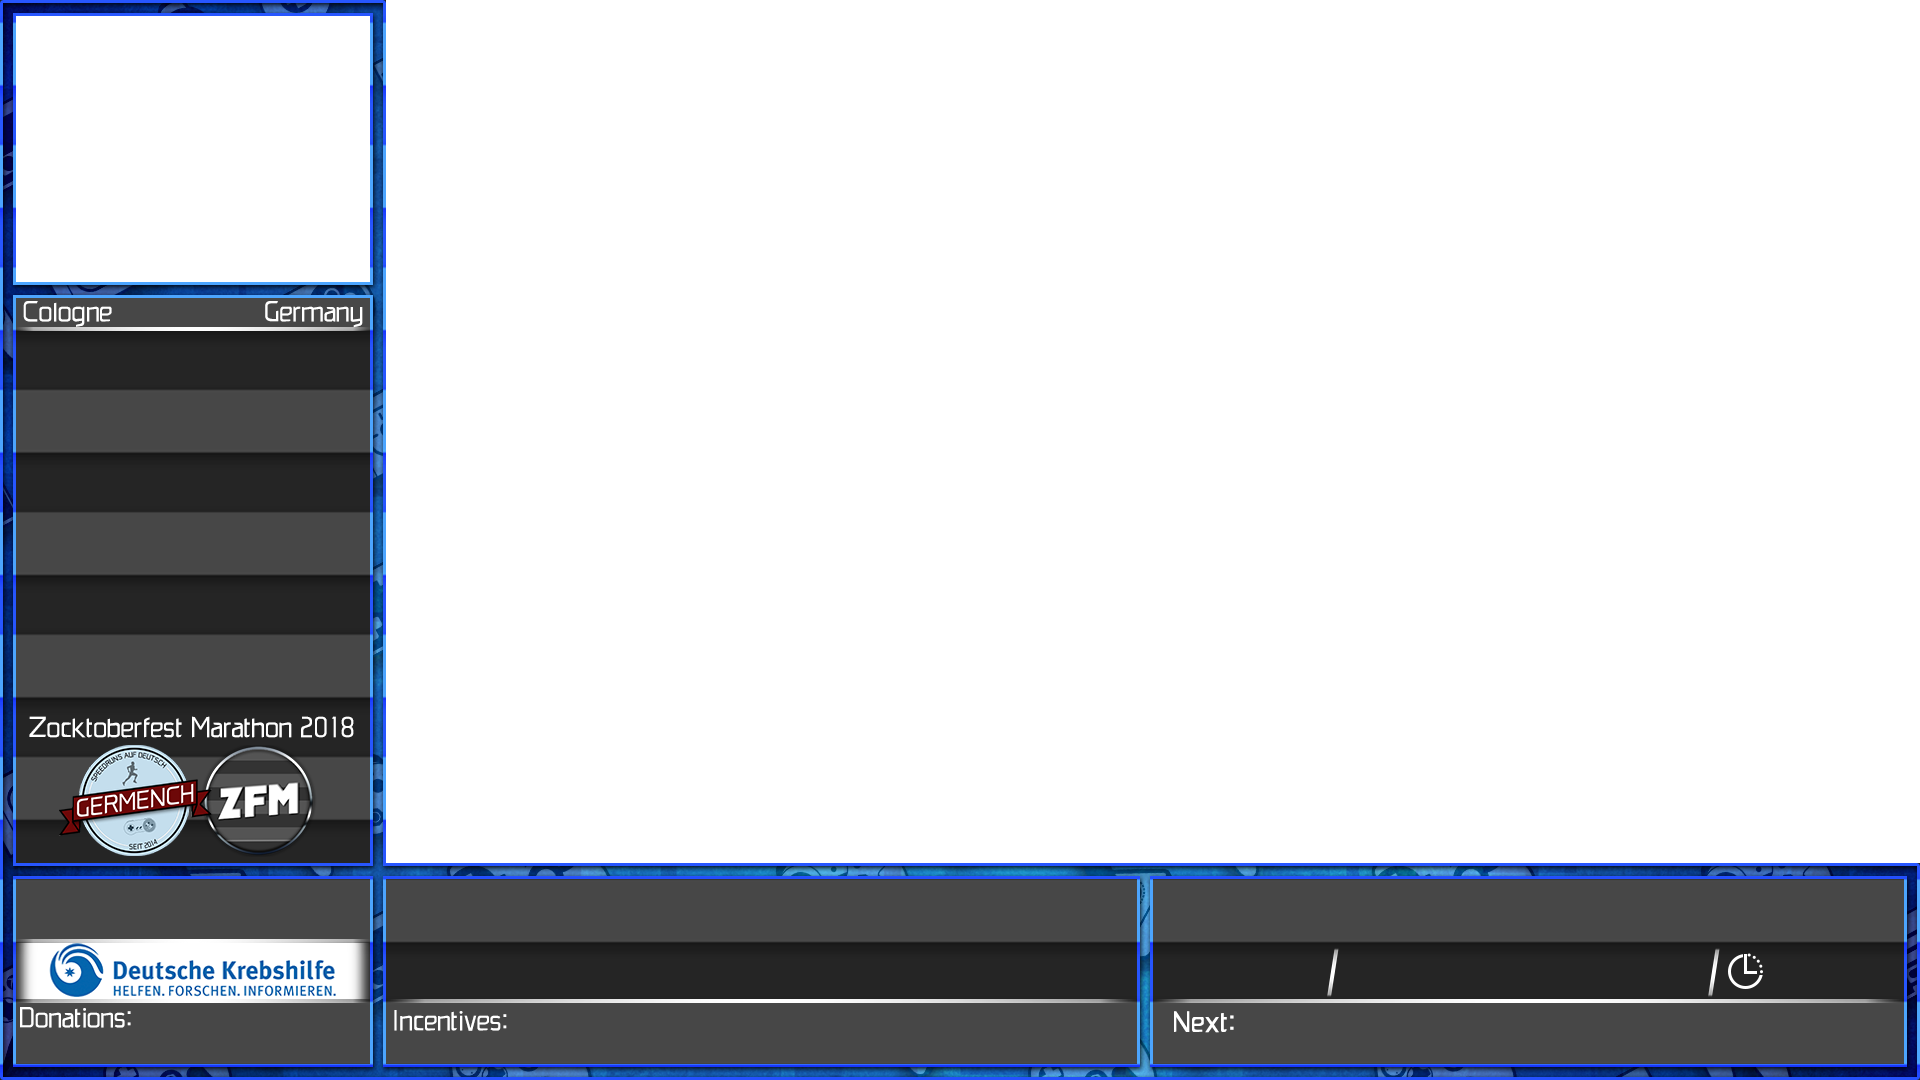 Cologne Germany
Zocktoberfest Marathon 2018
SPEEDRUNS AUF DEUTSCH
GERMENCH
SEIT 2014
ZFM
Deutsche Krebshilfe
HELFEN. FORSCHEN. INFORMIEREN.
Donations:
Incentives:
Next: